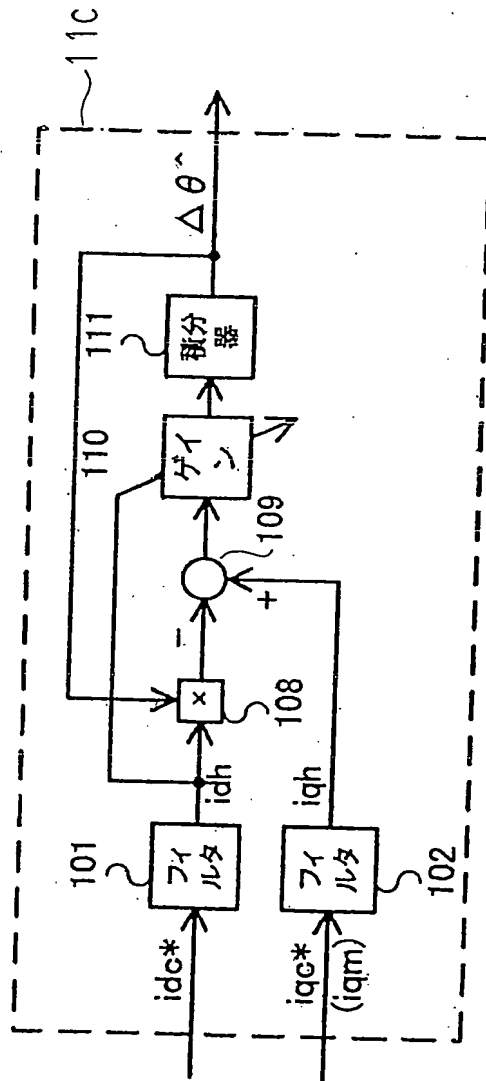 11c
Δθ^
111
積分
器
110
ゲイ
ン
109
−
+
×
108
idh
iqh
101
フィ
ルタ
フィ
ルタ
102
idc*
iqc*
(iqm)